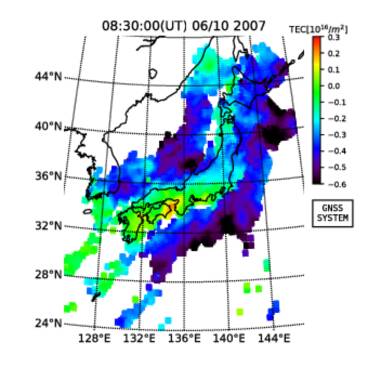 08:30:00(UT) 06/10 2007
TEC[10^16/m^2]
0.3
0.2
0.1
0.0
−0.1
−0.2
−0.3
−0.4
−0.5
−0.6
GNSS
SYSTEM
44°N
40°N
36°N
32°N
28°N
24°N
128°E 132°E 136°E 140°E 144°E